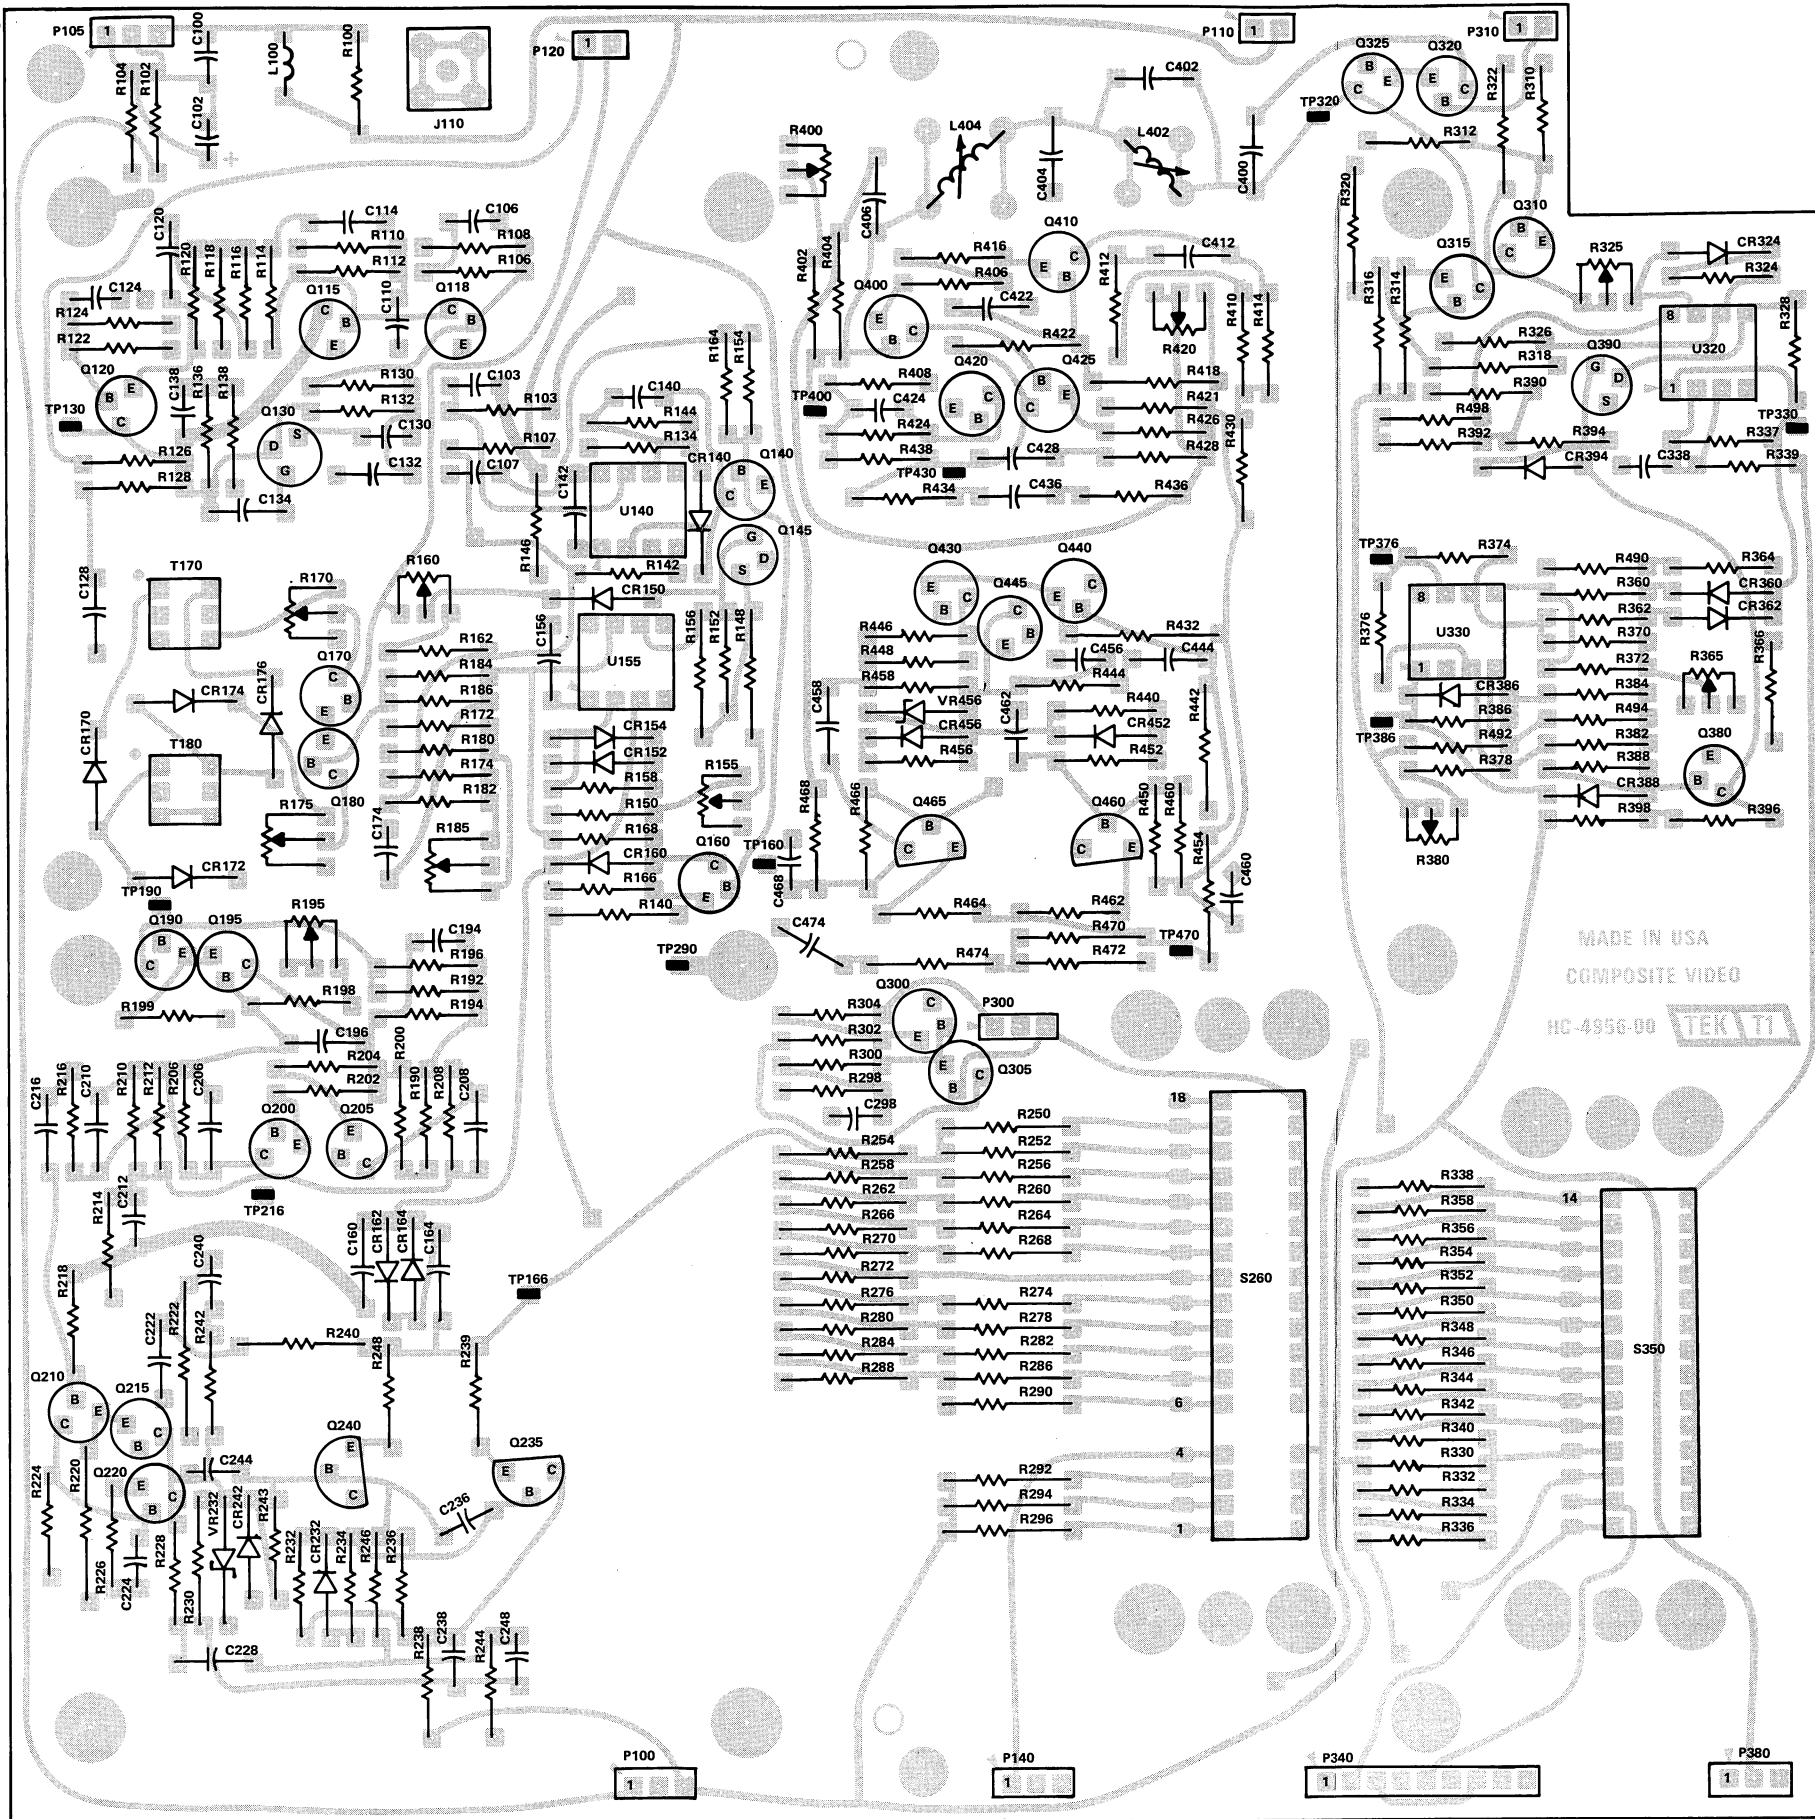 P105 1
C100
L100
R100
J110
P120 1
P110 1
P310 1
R104
R102
C102
C402
Q325 B E C
Q320 E C B
R322
R310
TP320
R312
R400
L404
C404
L402
C400
C406
R320
Q310 B E C
C120
C114
C106
R110
R108
R112
R106
R120
R118
R116
R114
C124
R124
R122
Q115 C B E
C110
Q118 C B E
R402
R404
R416
R406
Q410 C E B
C412
R412
Q400 E C B
C422
R422
R420
R410
R414
Q315 E C B
R316
R314
R325
CR324
R324
R328
R326
R318
R390
Q390 G D S
8 U320 1
Q120 E B C
TP130
C138
R136
R138
Q130 S D G
R130
R132
C130
C132
C103
R103
R107
C107
C140
R144
R134
R164
R154
TP400
R408
C424
R424
R438
Q420 C E B
Q425 B E C
R418
R421
R426
R428
R430
R498
R392
R394
CR394
C338
R337
R339
TP330
R126
R128
C134
R146
C142
U140
CR140
Q140 B E C
Q145 G D S
TP430
R434
C428
C436
R436
R142
CR150
T170
C128
R170
R160
Q430 E C B
Q445 C B E
Q440 C E B
TP376
R374
R490
R364
R360
CR360
R362
CR362
R376
8 U330 1
R370
R372
R365
R366
R162
R184
R186
R172
R180
R174
R182
C156
U155
R156
R152
R148
R446
R448
R458
R432
C456
C444
R444
R440
R442
Q170 C B E
CR174
CR176
CR170
T180
Q180 E B C
C458
VR456
CR456
R456
C462
CR452
R452
CR386
R386
TP386
R492
R378
R384
R494
R382
R388
CR388
R398
Q380 E B C
R396
CR154
CR152
R158
R150
R168
CR160
R166
R140
R155
R175
C174
R185
Q160 C B E
TP160
C468
R468
R466
Q465 B C E
Q460 B C E
R450
R460
R454
C460
R380
CR172
TP190
Q190 B E C
Q195 E C B
R195
C194
R196
R192
R194
R198
R199
TP290
C474
R464
R474
R462
R470
R472
TP470
MADE IN USA
COMPOSITE VIDEO
HC-4956-00 TEK T1
Q300 C B E
P300
R304
R302
R300
R298
C298
Q305 E C B
C196
R204
R202
R200
C216
R216
C210
R210
R212
R206
C206
R190
R208
C208
Q200 B E C
Q205 E B C
TP216
R214
C212
18
R250
R254
R252
R258
R256
R262
R260
R266
R264
R270
R268
R272
R276
R274
R280
R278
R284
R282
R288
R286
R290
6
4
R292
R294
R296
1
S260
R338
R358
R356
R354
R352
R350
R348
R346
R344
R342
R340
R330
R332
R334
R336
14
S350
C160
CR162
CR164
C164
TP166
C240
R218
C222
R222
R242
R240
R248
R239
Q210 B E C
Q215 E B C
Q220 E C B
Q240 E B C
Q235 E C B
C244
R224
R220
R226
C224
R228
R230
VR232
CR242
R243
R232
CR232
R234
R246
R236
C236
C228
R238
C238
R244
C248
P100 1
P140 1
P340 1
P380 1